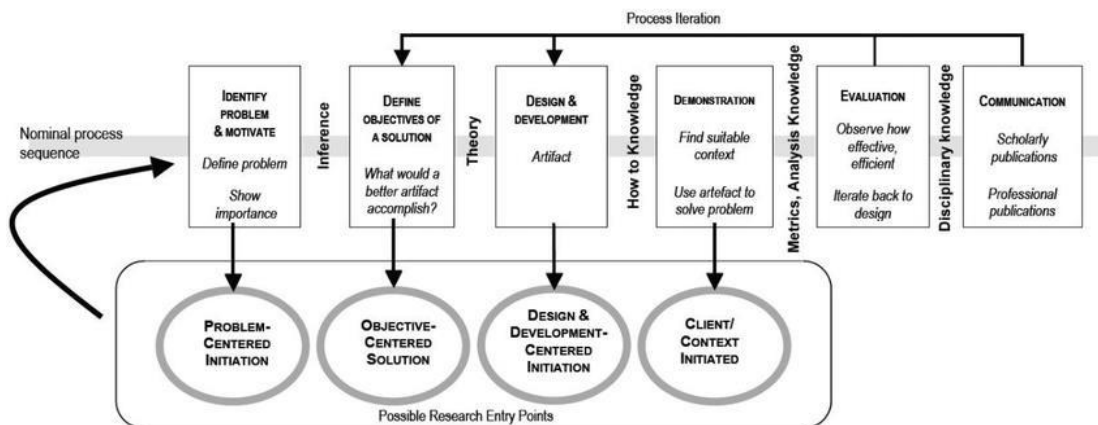 Process Iteration
Nominal process
sequence
IDENTIFY
PROBLEM
& MOTIVATE
Define problem
Show
importance
Inference
DEFINE
OBJECTIVES OF
A SOLUTION
What would a
better artifact
accomplish?
Theory
DESIGN &
DEVELOPMENT
Artifact
How to Knowledge
DEMONSTRATION
Find suitable
context
Use artefact to
solve problem
Metrics, Analysis Knowledge
EVALUATION
Observe how
effective,
efficient
Iterate back to
design
Disciplinary knowledge
COMMUNICATION
Scholarly
publications
Professional
publications
PROBLEM-
CENTERED
INITIATION
OBJECTIVE-
CENTERED
SOLUTION
DESIGN &
DEVELOPMENT-
CENTERED
INITIATION
CLIENT/
CONTEXT
INITIATED
Possible Research Entry Points